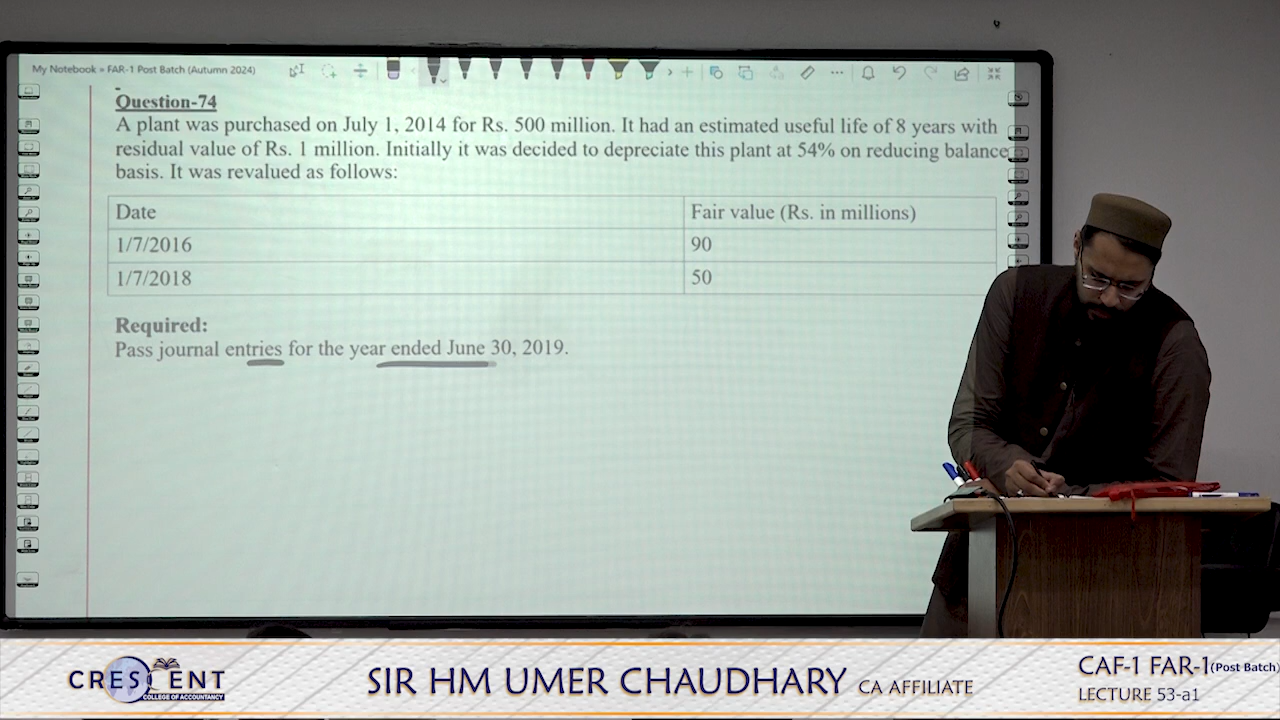 My Notebook » FAR-1 Post Batch (Autumn 2024)
Question-74
A plant was purchased on July 1, 2014 for Rs. 500 million. It had an estimated useful life of 8 years with
residual value of Rs. 1 million. Initially it was decided to depreciate this plant at 54% on reducing balance
basis. It was revalued as follows:
Date Fair value (Rs. in millions)
1/7/2016 90
1/7/2018 50
Required:
Pass journal entries for the year ended June 30, 2019.
CRESCENT
COLLEGE OF ACCOUNTANCY
SIR HM UMER CHAUDHARY CA AFFILIATE
CAF-1 FAR-1(Post Batch)
LECTURE 53-a1